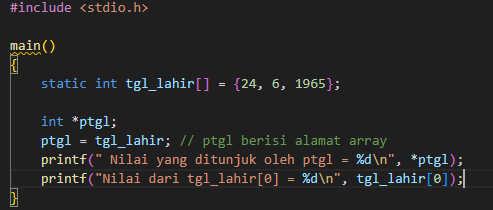 #include <stdio.h>
main()
{
static int tgl_lahir[] = {24, 6, 1965};
int *ptgl;
ptgl = tgl_lahir; // ptgl berisi alamat array
printf(" Nilai yang ditunjuk oleh ptgl = %d\n", *ptgl);
printf("Nilai dari tgl_lahir[0] = %d\n", tgl_lahir[0]);
}